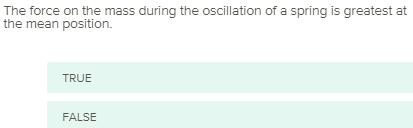 The force on the mass during the oscillation of a spring is greatest at
the mean position.
TRUE
FALSE